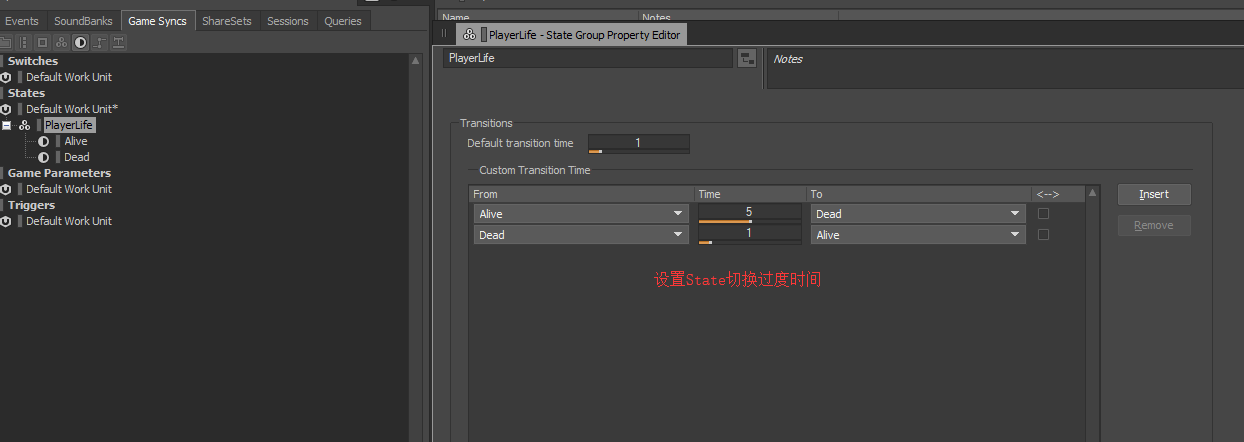 Events SoundBanks Game Syncs ShareSets Sessions Queries
Switches
Default Work Unit
States
Default Work Unit*
PlayerLife
Alive
Dead
Game Parameters
Default Work Unit
Triggers
Default Work Unit
Name Notes
PlayerLife - State Group Property Editor
PlayerLife
Notes
Transitions
Default transition time 1
Custom Transition Time
From Time To <-->
Alive 5 Dead
Dead 1 Alive
Insert
Remove
设置State切换过度时间